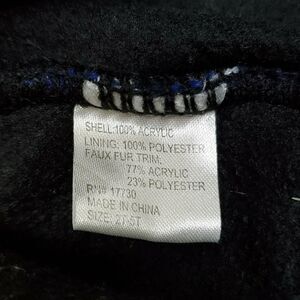 SHELL:100% ACRYLIC
LINING: 100% POLYESTER
FAUX FUR TRIM:
77% ACRYLIC
23% POLYESTER
RN# 17730
MADE IN CHINA
SIZE: 2T-5T